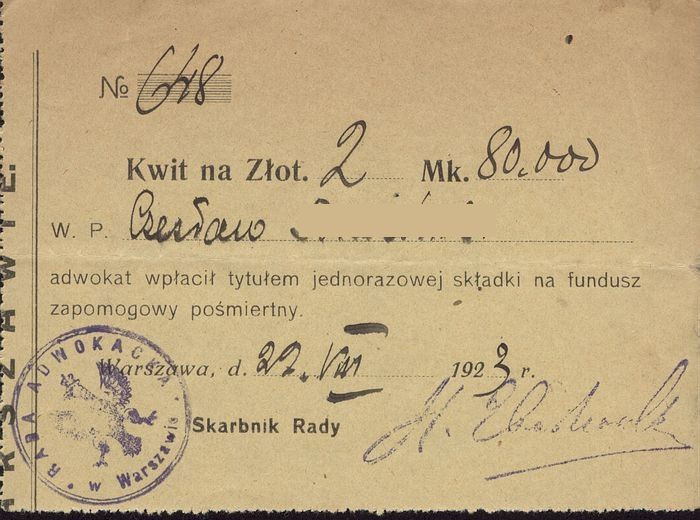 № 648
Kwit na Złot. 2 Mk. 80.000
W. P. Czesław
adwokat wpłacił tytułem jednorazowej składki na fundusz
zapomogowy pośmiertny.
Warszawa, d. 22. VIII 1923 r.
Skarbnik Rady
RADA ADWOKACKA
w Warszawie